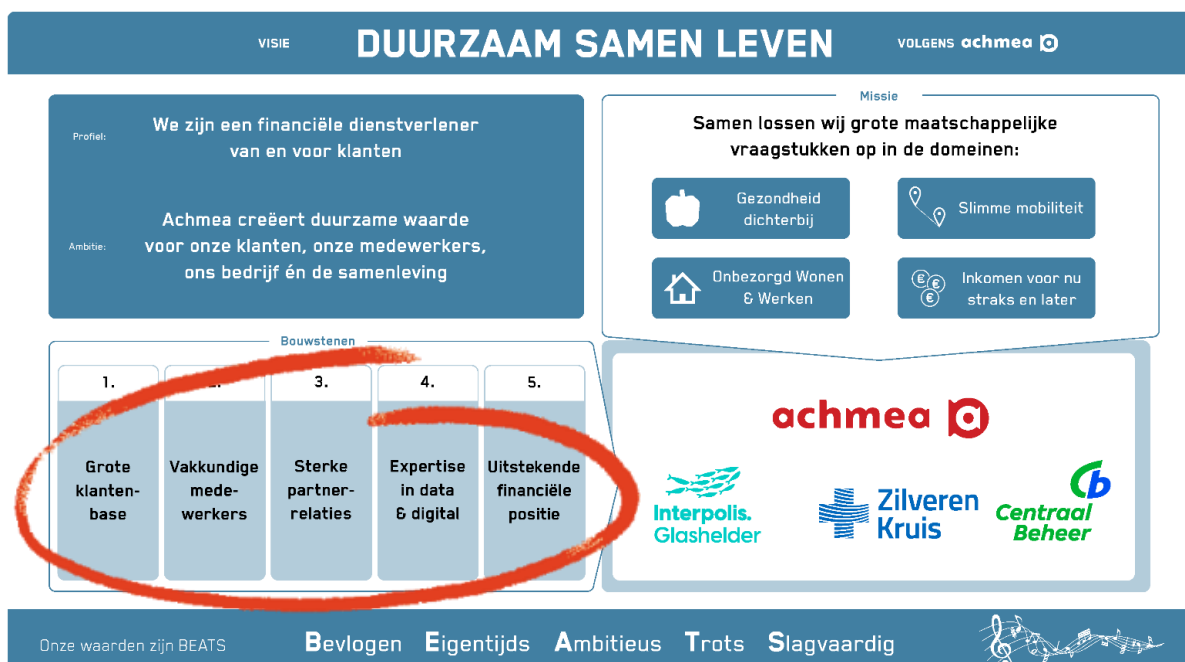 VISIE
DUURZAAM SAMEN LEVEN
VOLGENS achmea
Profiel:
We zijn een financiële dienstverlener
van en voor klanten
Ambitie:
Achmea creëert duurzame waarde
voor onze klanten, onze medewerkers,
ons bedrijf én de samenleving
Missie
Samen lossen wij grote maatschappelijke
vraagstukken op in de domeinen:
Gezondheid
dichterbij
Slimme mobiliteit
Onbezorgd Wonen
& Werken
Inkomen voor nu
straks en later
Bouwstenen
1.
Grote
klanten-
base
2.
Vakkundige
mede-
werkers
3.
Sterke
partner-
relaties
4.
Expertise
in data
& digital
5.
Uitstekende
financiële
positie
achmea
Interpolis.
Glashelder
Zilveren
Kruis
Cb
Centraal
Beheer
Onze waarden zijn BEATS
Bevlogen Eigentijds Ambitieus Trots Slagvaardig